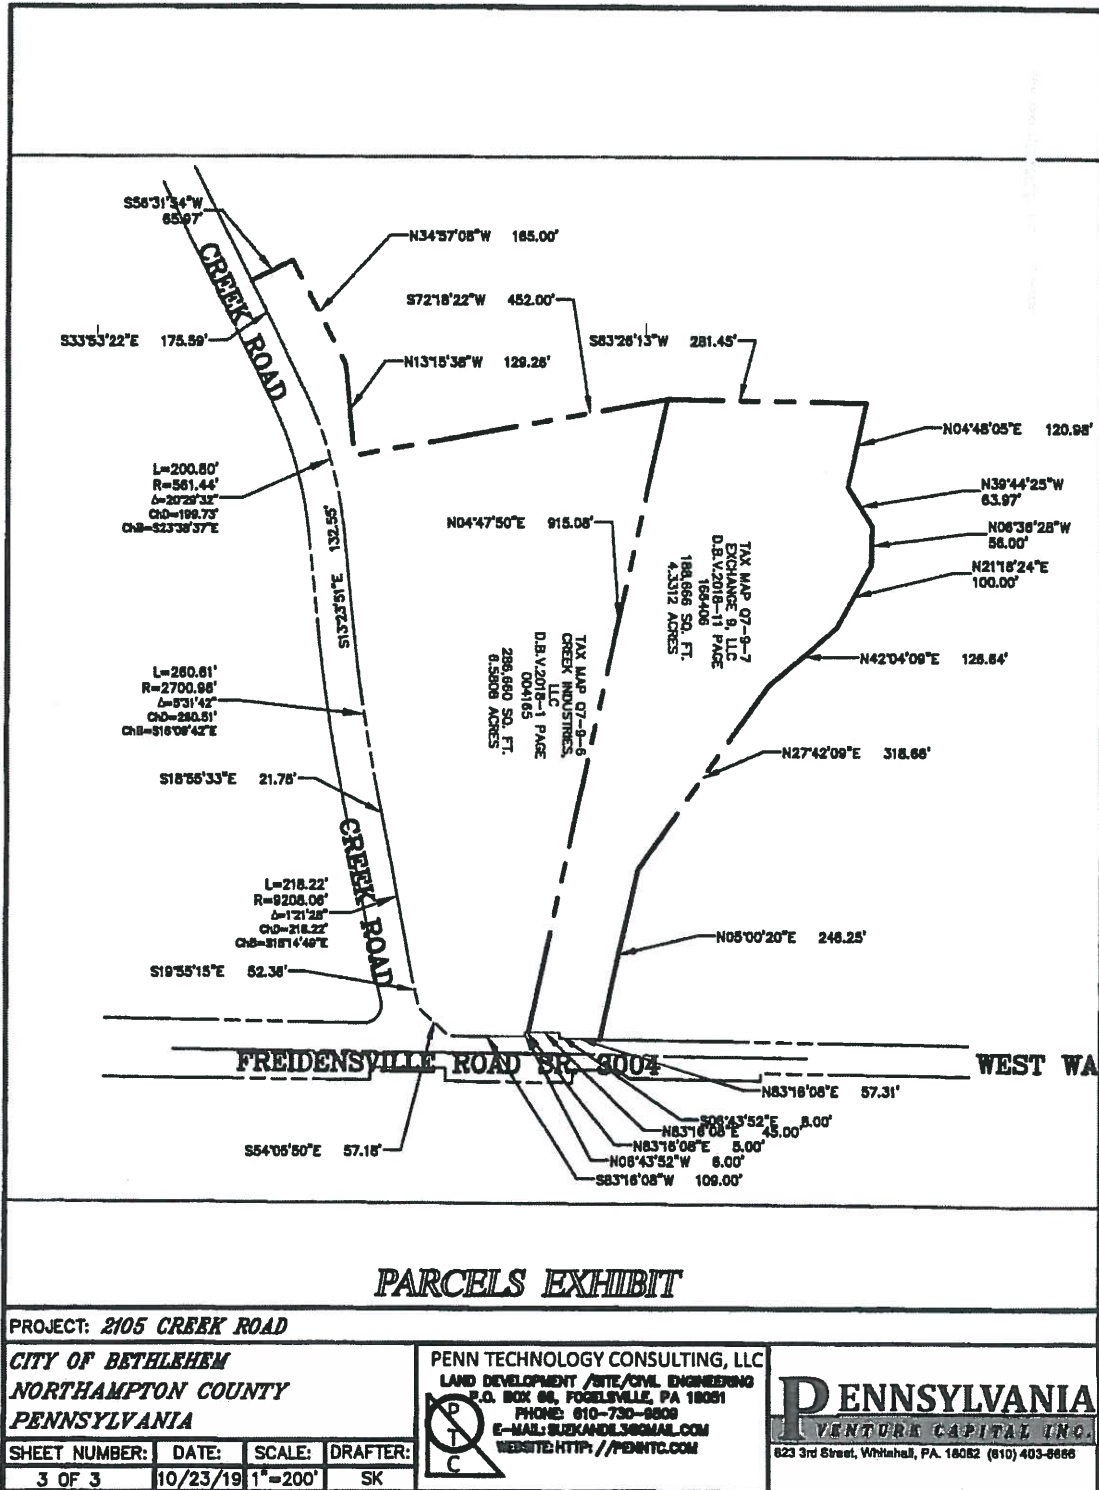 S56°31'54"W
65.97'
N34°57'08"W 165.00'
S72°18'22"W 452.00'
S33°53'22"E 175.59'
S83°26'13"W 281.45'
N13°15'38"W 129.26'
CREEK ROAD
N04°48'05"E 120.98'
L=200.80'
R=561.44'
Δ=20°29'32"
ChD=199.73'
ChB=S23°38'37"E
N39°44'25"W
63.97'
N04°47'50"E 915.08'
S13°23'51"E 132.55'
N06°36'28"W
56.00'
N21°18'24"E
100.00'
TAX MAP Q7-9-7
EXCHANGE 9, LLC
D.B.V.2018-11 PAGE
168406
188,666 SQ. FT.
4.3312 ACRES
TAX MAP Q7-9-6
CREEK INDUSTRIES,
LLC
D.B.V.2018-1 PAGE
004165
286,660 SQ. FT.
6.5808 ACRES
N42°04'09"E 126.64'
L=260.61'
R=2700.98'
Δ=5°31'42"
ChD=260.51'
ChB=S16°09'42"E
N27°42'09"E 318.66'
S18°55'33"E 21.75'
CREEK ROAD
L=218.22'
R=9208.06'
Δ=1°21'28"
ChD=218.22'
N05°00'20"E 246.25'
S19°55'15"E 52.36'
FREIDENSVILLE ROAD SR 3004
WEST WA
N83°16'08"E 57.31'
S06°43'52"E 8.00'
N83°16'08"E 45.00'
N83°16'08"E 5.00'
N06°43'52"W 6.00'
S83°16'08"W 109.00'
S54°05'50"E 57.18'
PARCELS EXHIBIT
PROJECT: 2105 CREEK ROAD
CITY OF BETHLEHEM
NORTHAMPTON COUNTY
PENNSYLVANIA
SHEET NUMBER: DATE: SCALE: DRAFTER:
3 OF 3 10/23/19 1"=200' SK
PENN TECHNOLOGY CONSULTING, LLC
LAND DEVELOPMENT /SITE/CIVIL ENGINEERING
P.O. BOX 66, FOGELSVILLE, PA 18051
PHONE: 610-730-9809
WEBSITE:HTTP: //PENNTC.COM
P
T
C
PENNSYLVANIA
VENTURE CAPITAL INC.
823 3rd Street, Whitehall, PA. 18052 (610) 403-6666